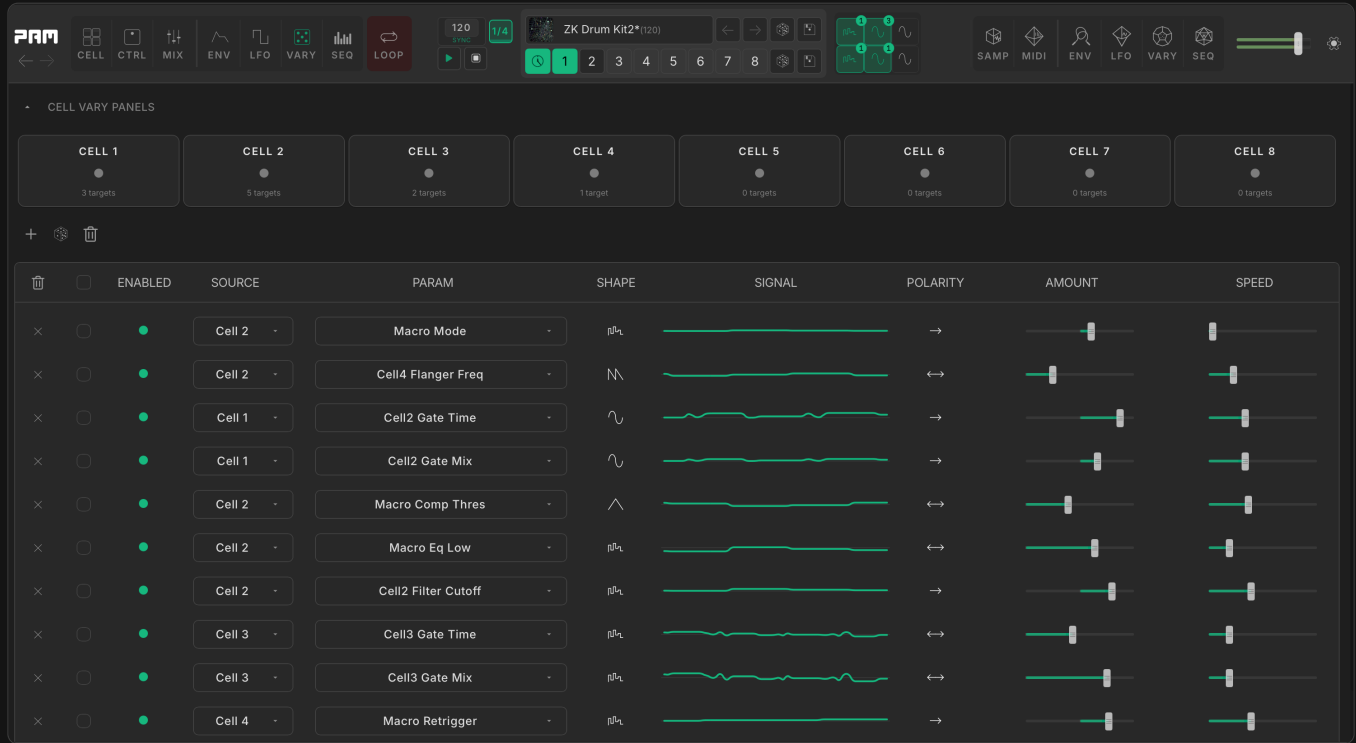 PAM
CELL CTRL MIX ENV LFO VARY SEQ LOOP
120
SYNC
1/4
ZK Drum Kit2*(120)
1 2 3 4 5 6 7 8
1 3
1 1
SAMP MIDI ENV LFO VARY SEQ
CELL VARY PANELS
CELL 1 CELL 2 CELL 3 CELL 4 CELL 5 CELL 6 CELL 7 CELL 8
3 targets 5 targets 2 targets 1 target 0 targets 0 targets 0 targets 0 targets
ENABLED SOURCE PARAM SHAPE SIGNAL POLARITY AMOUNT SPEED
Cell 2 Macro Mode
Cell 2 Cell4 Flanger Freq
Cell 1 Cell2 Gate Time
Cell 1 Cell2 Gate Mix
Cell 2 Macro Comp Thres
Cell 2 Macro Eq Low
Cell 2 Cell2 Filter Cutoff
Cell 3 Cell3 Gate Time
Cell 3 Cell3 Gate Mix
Cell 4 Macro Retrigger